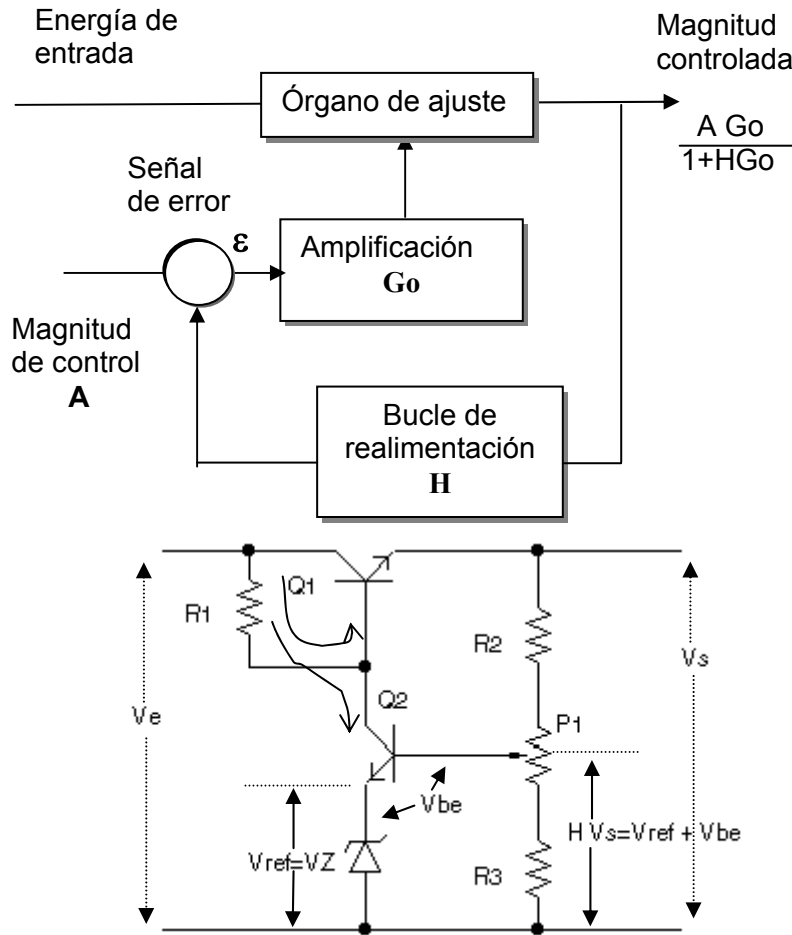 Energía de
entrada
Órgano de ajuste
Magnitud
controlada
A Go
1+HGo
Señal
de error
ε
Amplificación
Go
Magnitud
de control
A
Bucle de
realimentación
H
R1
Q1
R2
Vs
Ve
Q2
P1
Vbe
Vref=VZ
H Vs=Vref + Vbe
R3